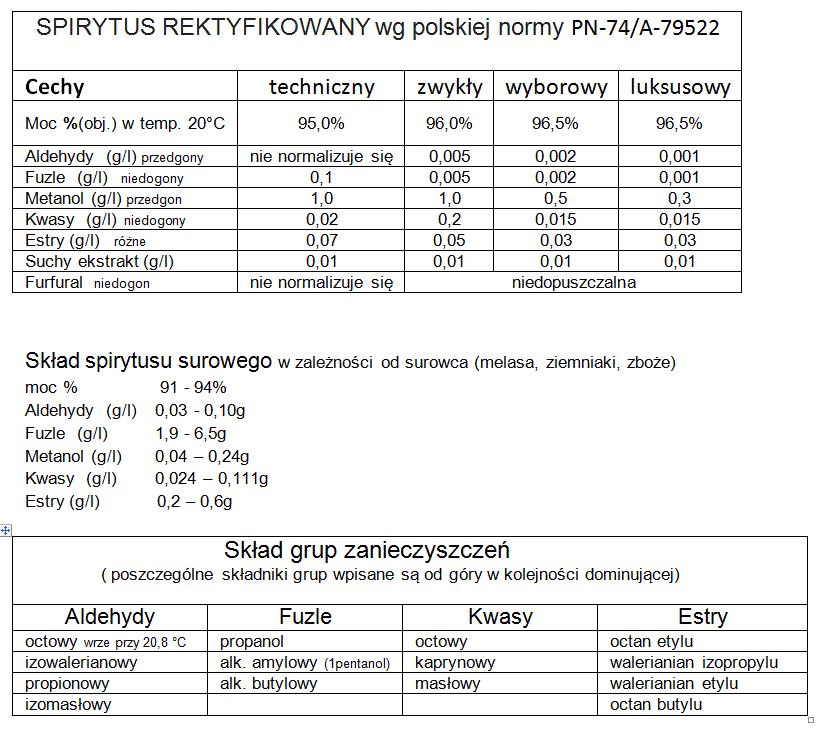 SPIRYTUS REKTYFIKOWANY wg polskiej normy PN-74/A-79522
Cechy techniczny zwykły wyborowy luksusowy
Moc %(obj.) w temp. 20°C 95,0% 96,0% 96,5% 96,5%
Aldehydy (g/l) przedgony nie normalizuje się 0,005 0,002 0,001
Fuzle (g/l) niedogony 0,1 0,005 0,002 0,001
Metanol (g/l) przedgon 1,0 1,0 0,5 0,3
Kwasy (g/l) niedogony 0,02 0,2 0,015 0,015
Estry (g/l) różne 0,07 0,05 0,03 0,03
Suchy ekstrakt (g/l) 0,01 0,01 0,01 0,01
Furfural niedogon nie normalizuje się niedopuszczalna
Skład spirytusu surowego w zależności od surowca (melasa, ziemniaki, zboże)
moc % 91 - 94%
Aldehydy (g/l) 0,03 - 0,10g
Fuzle (g/l) 1,9 - 6,5g
Metanol (g/l) 0,04 – 0,24g
Kwasy (g/l) 0,024 – 0,111g
Estry (g/l) 0,2 – 0,6g
Skład grup zanieczyszczeń
( poszczególne składniki grup wpisane są od góry w kolejności dominującej)
Aldehydy Fuzle Kwasy Estry
octowy wrze przy 20,8 °C propanol octowy octan etylu
izowalerianowy alk. amylowy (1pentanol) kaprynowy walerianian izopropylu
propionowy alk. butylowy masłowy walerianian etylu
izomasłowy octan butylu